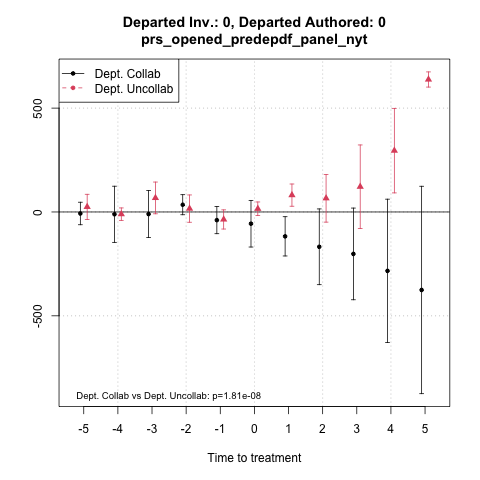 Departed Inv.: 0, Departed Authored: 0
prs_opened_predepdf_panel_nyt
Dept. Collab
Dept. Uncollab
500
0
-500
Dept. Collab vs Dept. Uncollab: p=1.81e-08
-5 -4 -3 -2 -1 0 1 2 3 4 5
Time to treatment